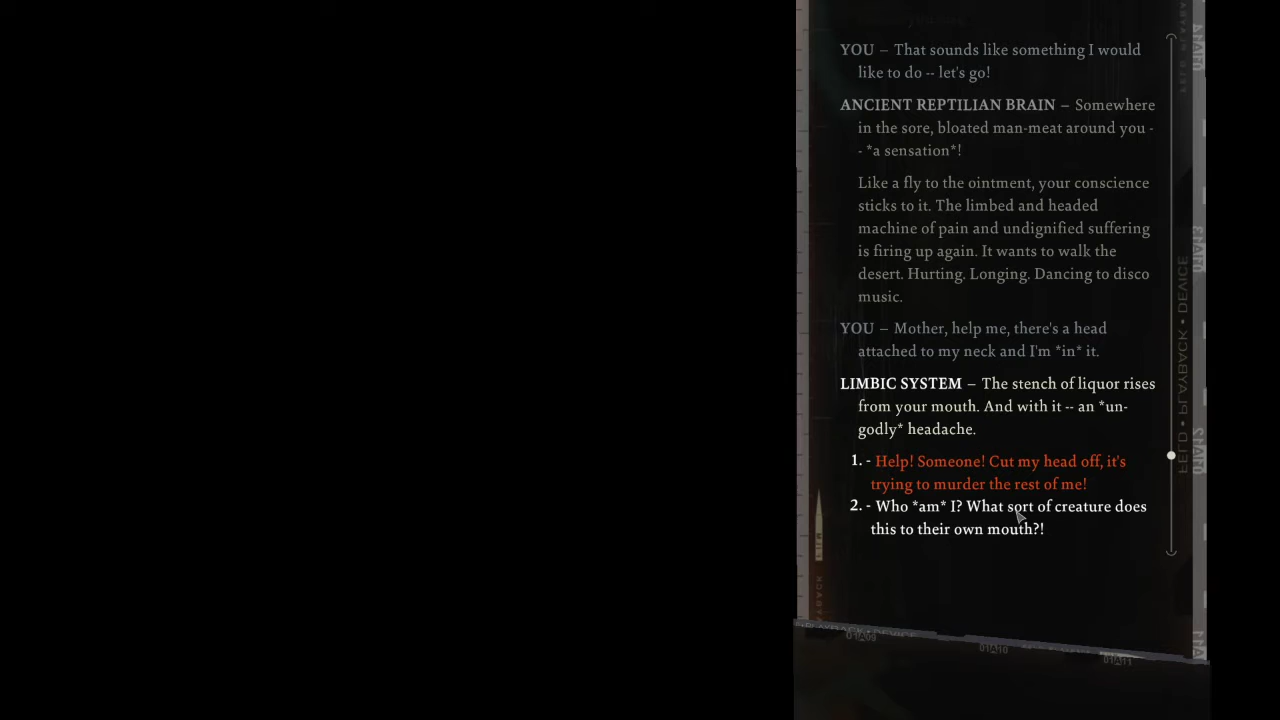 YOU – That sounds like something I would
like to do -- let's go!
ANCIENT REPTILIAN BRAIN – Somewhere
in the sore, bloated man-meat around you -
- *a sensation*!
Like a fly to the ointment, your conscience
sticks to it. The limbed and headed
machine of pain and undignified suffering
is firing up again. It wants to walk the
desert. Hurting. Longing. Dancing to disco
music.
YOU – Mother, help me, there's a head
attached to my neck and I'm *in* it.
LIMBIC SYSTEM – The stench of liquor rises
from your mouth. And with it -- an *un-
godly* headache.
1. - Help! Someone! Cut my head off, it's
trying to murder the rest of me!
2. - Who *am* I? What sort of creature does
this to their own mouth?!
FELD • PLAYBACK • DEVICE
01A09
01A10
01A11